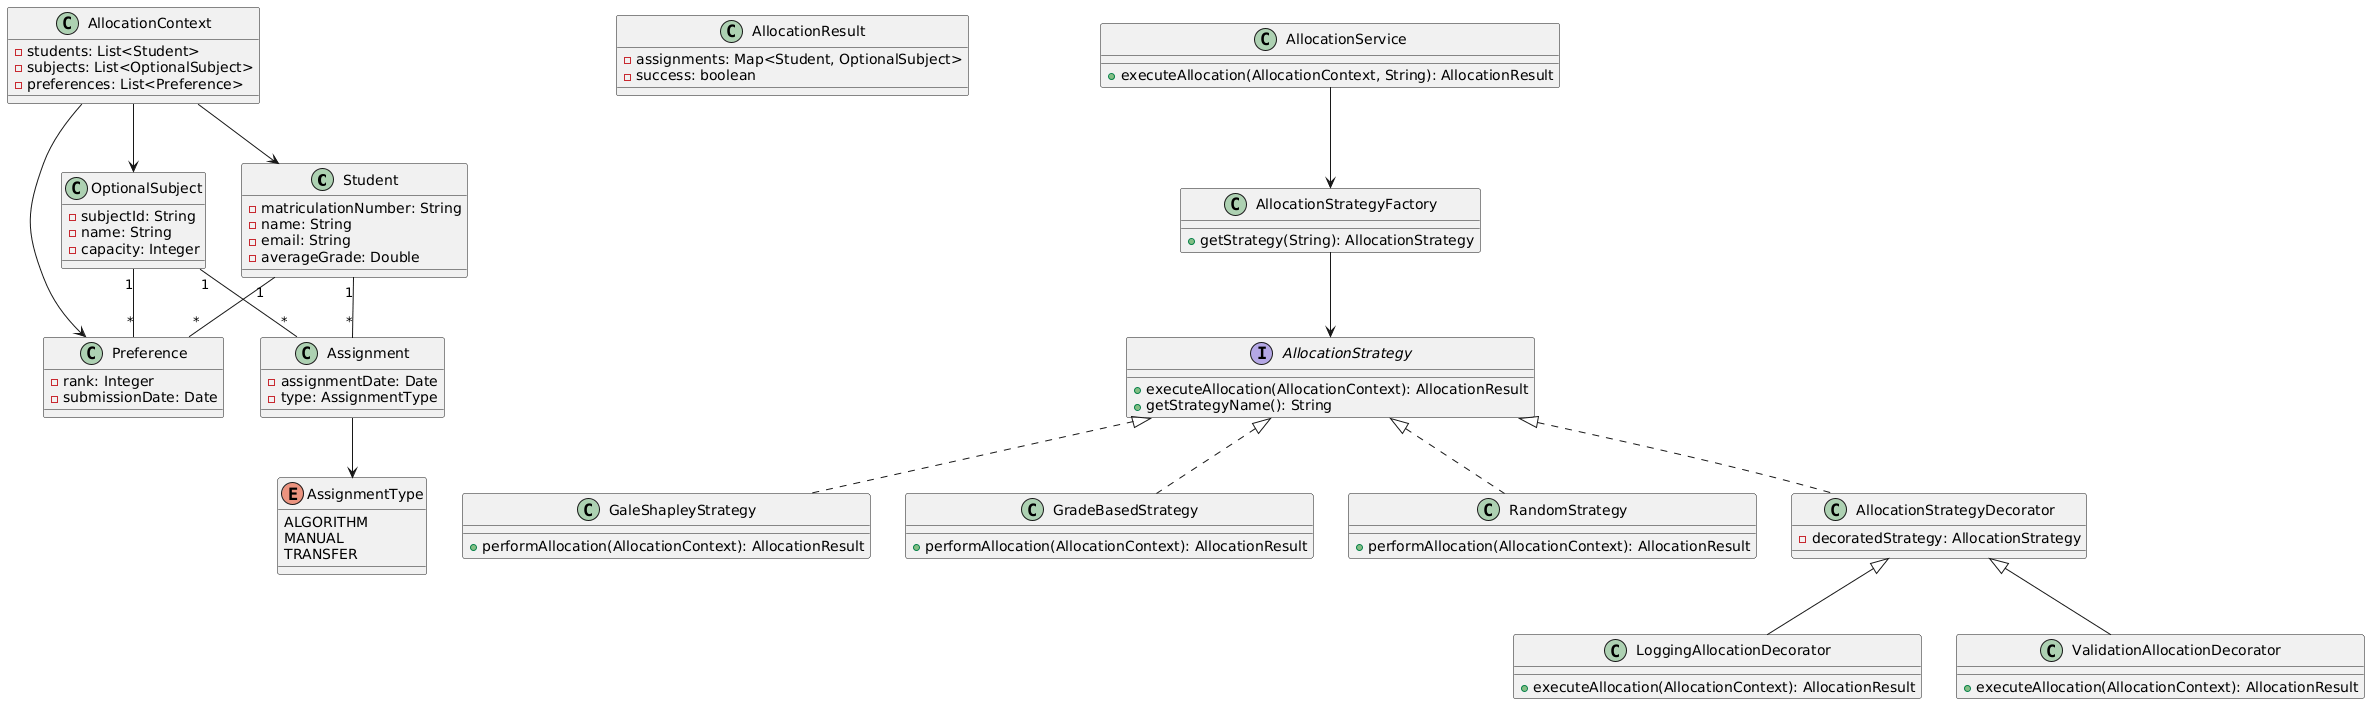 C AllocationContext
students: List<Student>
subjects: List<OptionalSubject>
preferences: List<Preference>
C AllocationResult
assignments: Map<Student, OptionalSubject>
success: boolean
C AllocationService
executeAllocation(AllocationContext, String): AllocationResult
C OptionalSubject
subjectId: String
name: String
capacity: Integer
C Student
matriculationNumber: String
name: String
email: String
averageGrade: Double
C AllocationStrategyFactory
getStrategy(String): AllocationStrategy
1
1
1
1
*
*
*
*
C Preference
rank: Integer
submissionDate: Date
C Assignment
assignmentDate: Date
type: AssignmentType
I AllocationStrategy
executeAllocation(AllocationContext): AllocationResult
getStrategyName(): String
E AssignmentType
ALGORITHM
MANUAL
TRANSFER
C GaleShapleyStrategy
performAllocation(AllocationContext): AllocationResult
C GradeBasedStrategy
performAllocation(AllocationContext): AllocationResult
C RandomStrategy
performAllocation(AllocationContext): AllocationResult
C AllocationStrategyDecorator
decoratedStrategy: AllocationStrategy
C LoggingAllocationDecorator
executeAllocation(AllocationContext): AllocationResult
C ValidationAllocationDecorator
executeAllocation(AllocationContext): AllocationResult